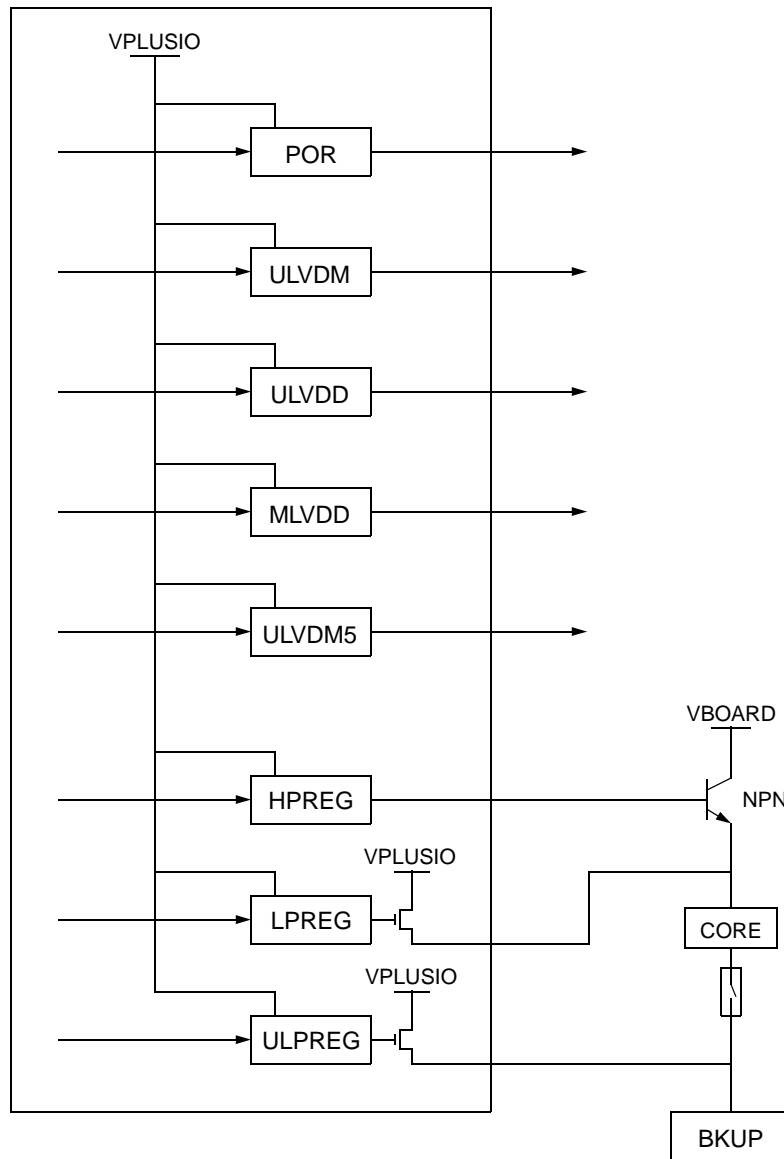 VPLUSIO
POR
ULVDM
ULVDD
MLVDD
ULVDM5
VBOARD
HPREG
NPN
VPLUSIO
LPREG
CORE
VPLUSIO
ULPREG
BKUP